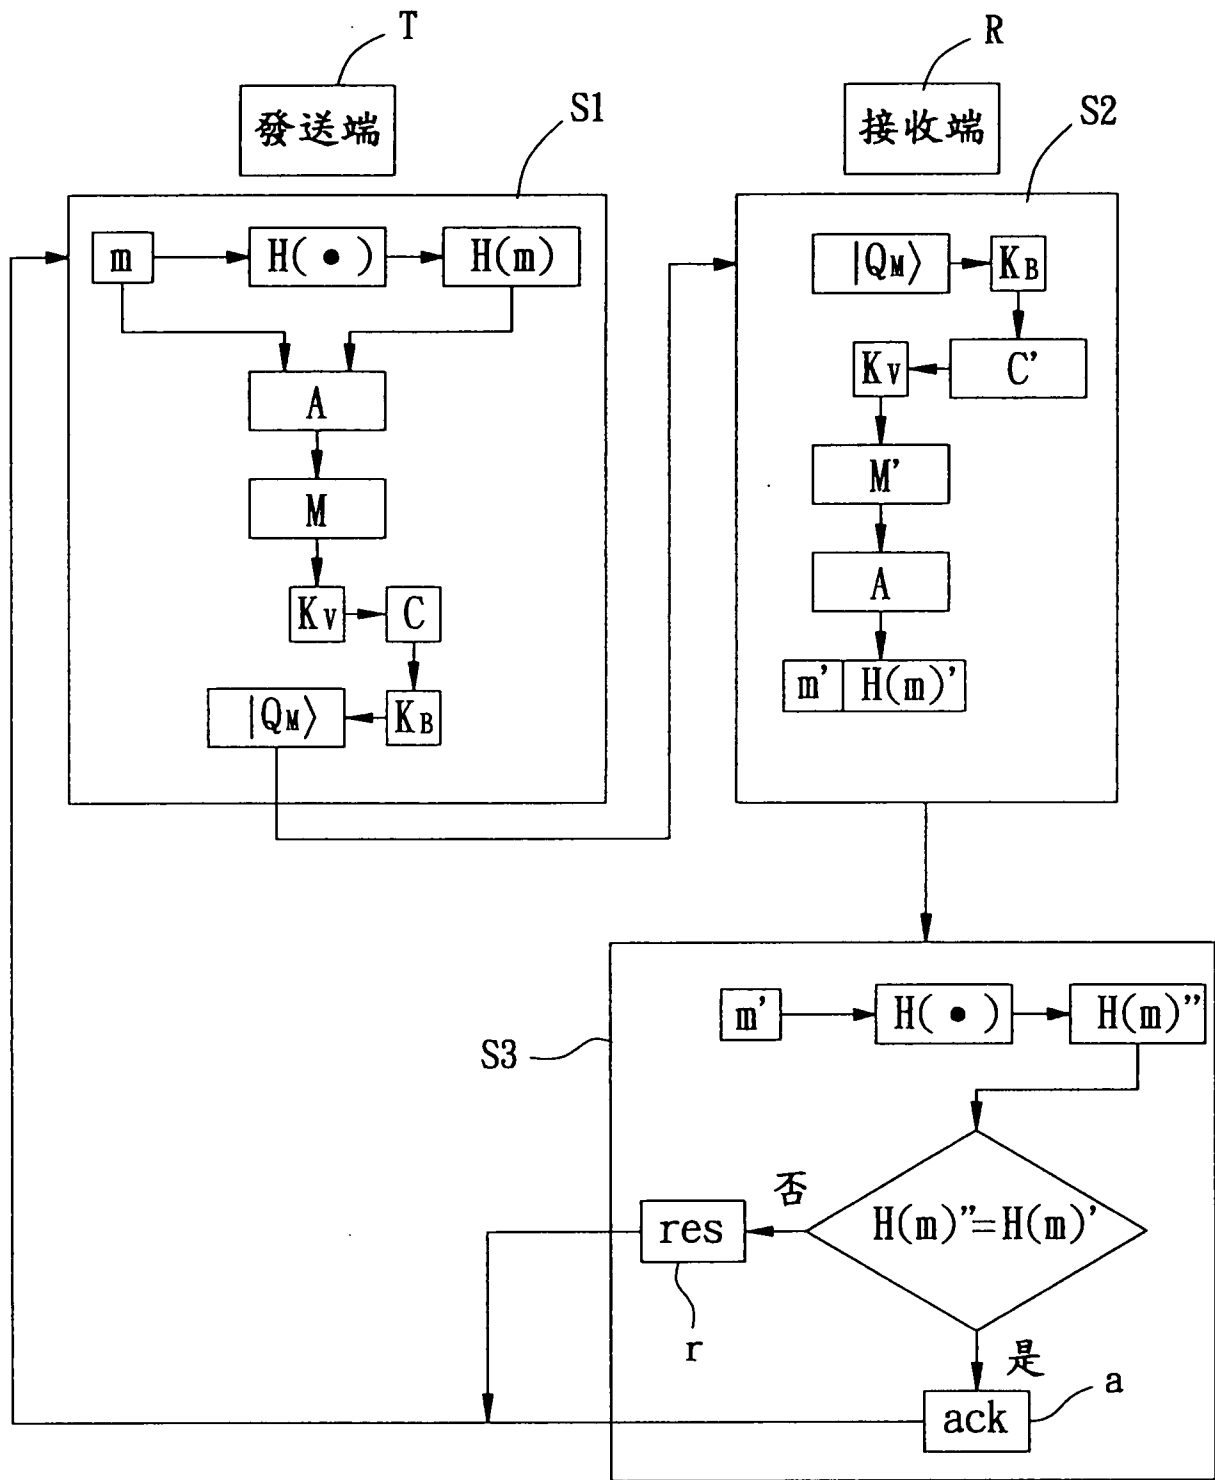 T
R
發送端
S1
接收端
S2
m
H(●)
H(m)
A
M
Kv
C
KB
|QM⟩
|QM⟩
KB
C'
Kv
M'
A
m'
H(m)'
S3
m'
H(●)
H(m)"
H(m)"=H(m)'
否
res
r
是
ack
a